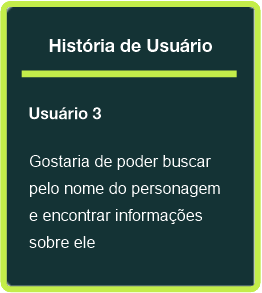 História de Usuário
Usuário 3
Gostaria de poder buscar
pelo nome do personagem
e encontrar informações
sobre ele